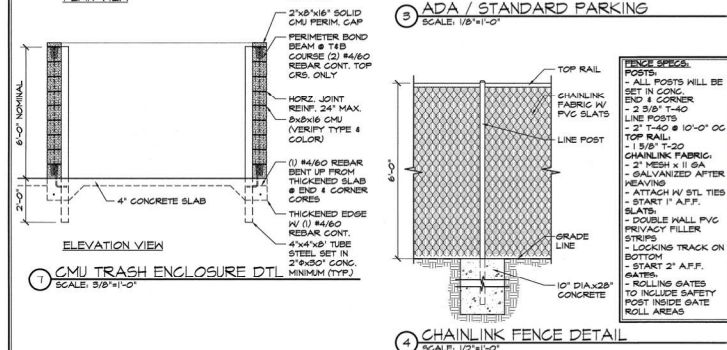 2"x8"x16" SOLID
CMU PERIM. CAP
PERIMETER BOND
BEAM @ T&B
COURSE (2) #4/60
REBAR CONT. TOP
CRS. ONLY
HORZ. JOINT
REINF. 24" MAX.
8x8x16 CMU
(VERIFY TYPE &
COLOR)
(1) #4/60 REBAR
BENT UP FROM
THICKENED SLAB
@ END & CORNER
CORES
THICKENED EDGE
W/ (1) #4/60
REBAR CONT.
4"x4"x8' TUBE
STEEL SET IN
2'φx30" CONC.
MINIMUM (TYP.)
6'-0" NOMINAL
2'-0"
4" CONCRETE SLAB
ELEVATION VIEW
7 CMU TRASH ENCLOSURE DTL
SCALE: 3/8"=1'-0"
3 ADA / STANDARD PARKING
SCALE: 1/8"=1'-0"
6'-0"
TOP RAIL
CHAINLINK
FABRIC W/
PVC SLATS
LINE POST
GRADE
LINE
10" DIA.x28"
CONCRETE
4 CHAINLINK FENCE DETAIL
SCALE: 1/2"=1'-0"
FENCE SPECS:
POSTS:
- ALL POSTS WILL BE
SET IN CONC.
END & CORNER
- 2 3/8" T-40
LINE POSTS
- 2" T-40 @ 10'-0" OC
TOP RAIL:
- 1 5/8" T-20
CHAINLINK FABRIC:
- 2" MESH x 11 GA
- GALVANIZED AFTER
WEAVING
- ATTACH W/ STL TIES
- START 1" A.F.F.
SLATS:
- DOUBLE WALL PVC
PRIVACY FILLER
STRIPS
- LOCKING TRACK ON
BOTTOM
- START 2" A.F.F.
GATES:
- ROLLING GATES
TO INCLUDE SAFETY
POST INSIDE GATE
ROLL AREAS